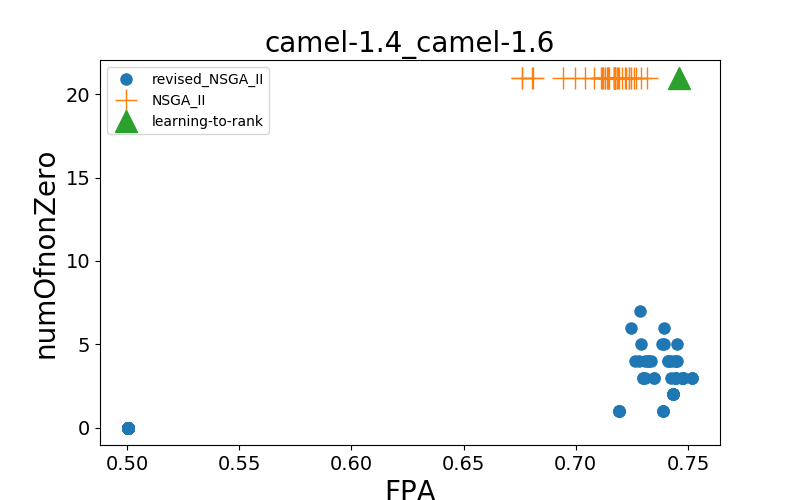 camel-1.4_camel-1.6
revised_NSGA_II
NSGA_II
learning-to-rank
numOfnonZero
20
15
10
5
0
0.50 0.55 0.60 0.65 0.70 0.75
FPA